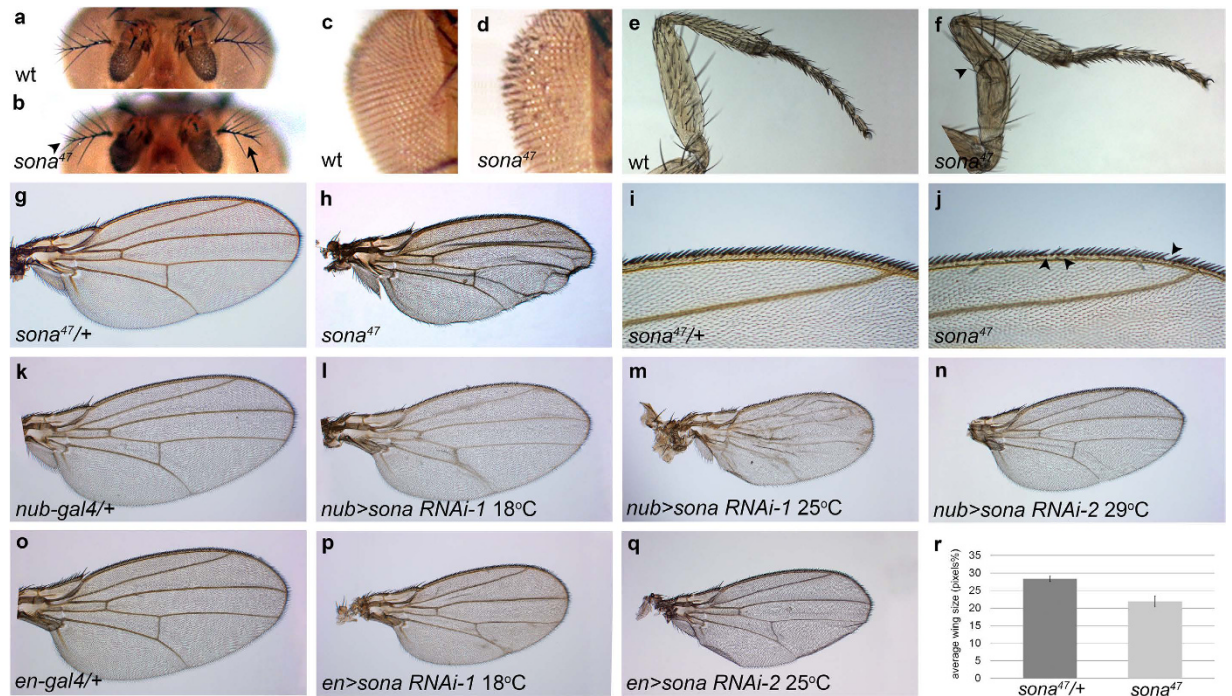 a
wt
b
sona⁴⁷
c
wt
d
sona⁴⁷
e
wt
f
sona⁴⁷
g
sona⁴⁷/+
h
sona⁴⁷
i
sona⁴⁷/+
j
sona⁴⁷
k
nub-gal4/+
l
nub>sona RNAi-1 18°C
m
nub>sona RNAi-1 25°C
n
nub>sona RNAi-2 29°C
o
en-gal4/+
p
en>sona RNAi-1 18°C
q
en>sona RNAi-2 25°C
r
average wing size (pixels%)
35
30
25
20
15
10
5
0
sona⁴⁷/+
sona⁴⁷